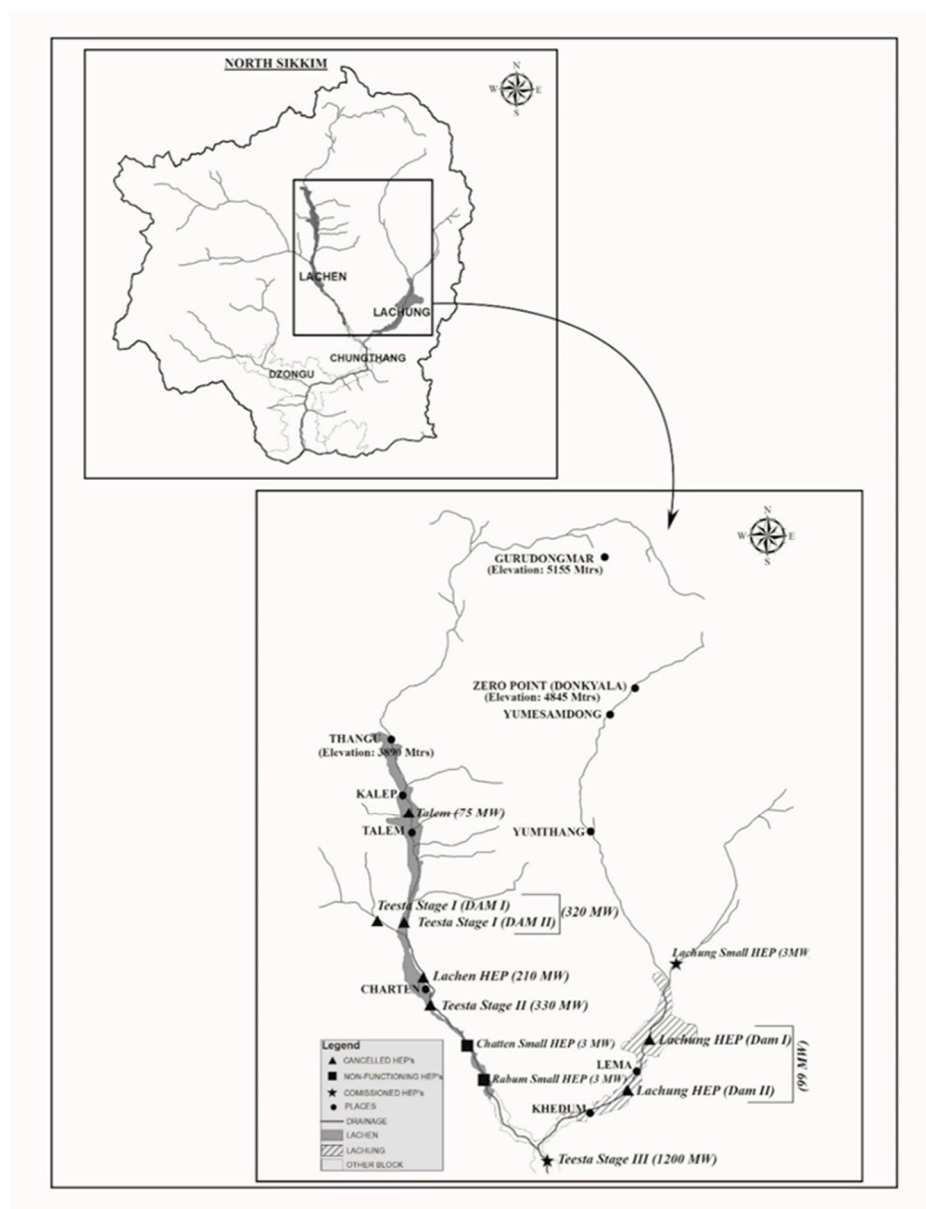 NORTH SIKKIM
N
W E
S
LACHEN
LACHUNG
CHUNGTHANG
DZONGU
N
W E
S
GURUDONGMAR
(Elevation: 5155 Mtrs)
ZERO POINT (DONKYALA)
(Elevation: 4845 Mtrs)
YUMESAMDONG
THANGU
(Elevation: 3890 Mtrs)
KALEP
Talem (75 MW)
TALEM
YUMTHANG
Teesta Stage I (DAM I)
(320 MW)
Teesta Stage I (DAM II)
Lachung Small HEP (3MW
Lachen HEP (210 MW)
CHARTEN
Teesta Stage II (330 MW)
Chatten Small HEP (3 MW)
Lachung HEP (Dam I)
(99 MW)
LEMA
Rabum Small HEP (3 MW)
Lachung HEP (Dam II)
KHEDUM
Teesta Stage III (1200 MW)
Legend
CANCELLED HEP's
NON-FUNCTIONING HEP's
COMISSIONED HEP's
PLACES
DRAINAGE
LACHEN
LACHUNG
OTHER BLOCK